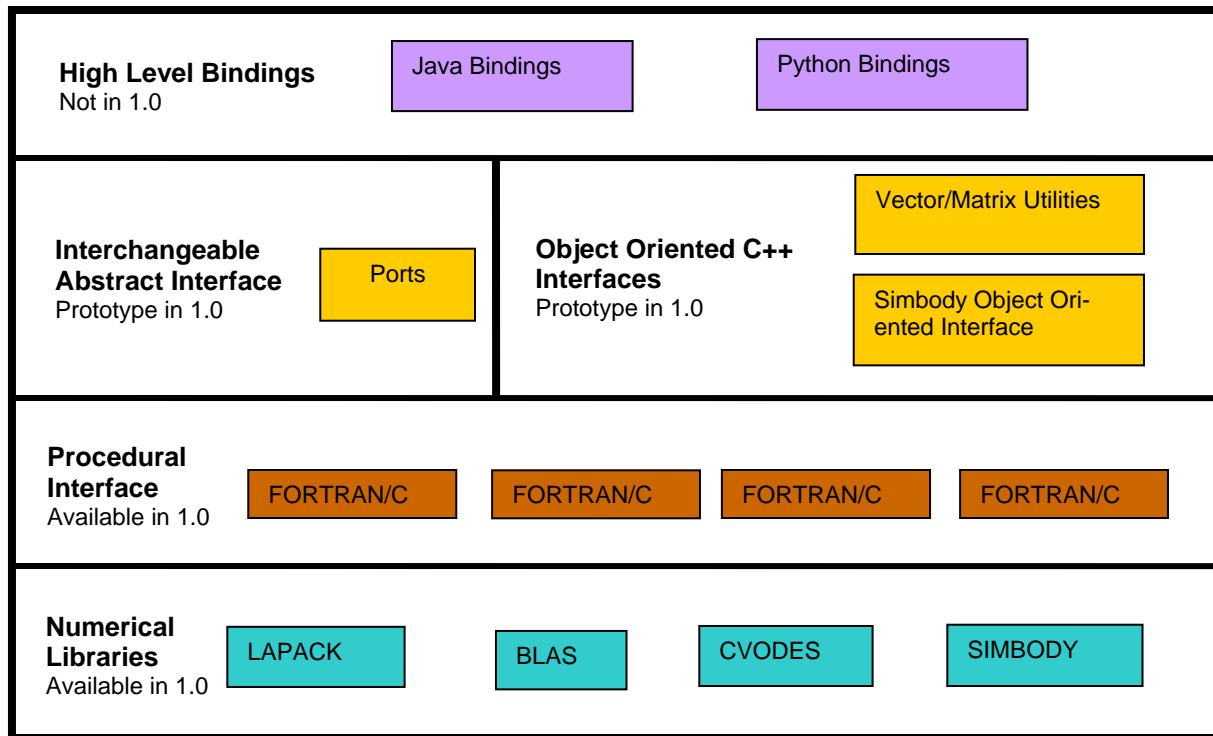 High Level Bindings
Not in 1.0
Java Bindings
Python Bindings
Interchangeable
Abstract Interface
Prototype in 1.0
Ports
Object Oriented C++
Interfaces
Prototype in 1.0
Vector/Matrix Utilities
Simbody Object Ori-
ented Interface
Procedural
Interface
Available in 1.0
FORTRAN/C
FORTRAN/C
FORTRAN/C
FORTRAN/C
Numerical
Libraries
Available in 1.0
LAPACK
BLAS
CVODES
SIMBODY